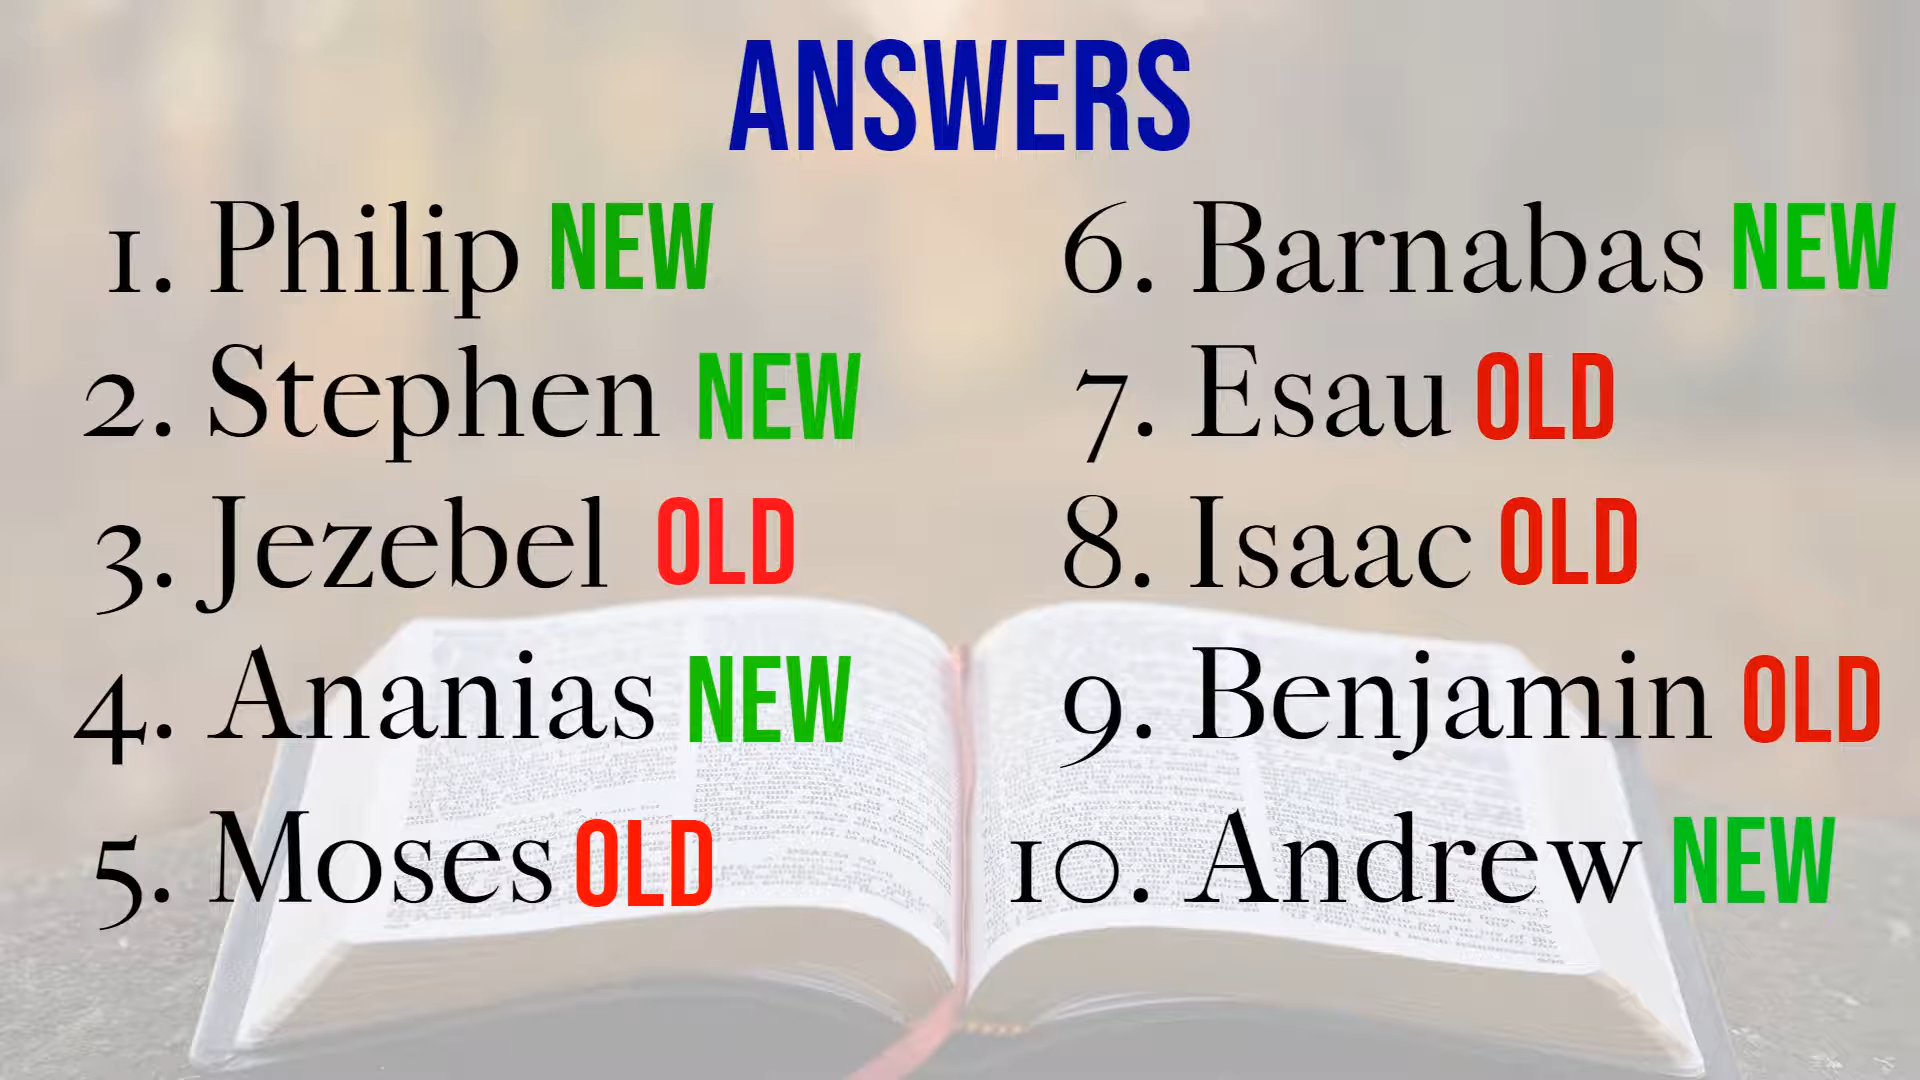 ANSWERS
1. Philip NEW
2. Stephen NEW
3. Jezebel OLD
4. Ananias NEW
5. Moses OLD
6. Barnabas NEW
7. Esau OLD
8. Isaac OLD
9. Benjamin OLD
10. Andrew NEW